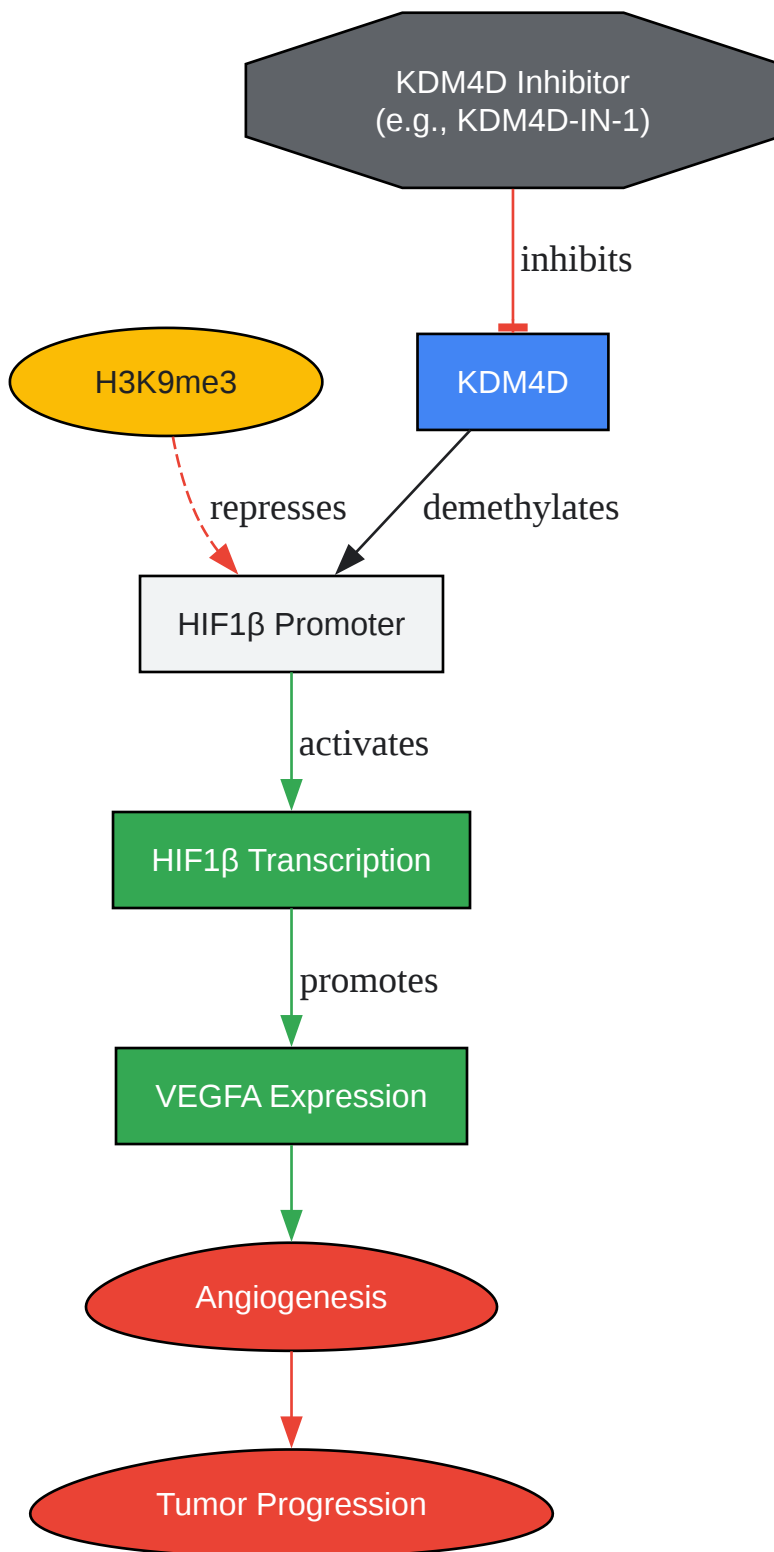 KDM4D Inhibitor
(e.g., KDM4D-IN-1)
inhibits
H3K9me3
KDM4D
represses
demethylates
HIF1β Promoter
activates
HIF1β Transcription
promotes
VEGFA Expression
Angiogenesis
Tumor Progression